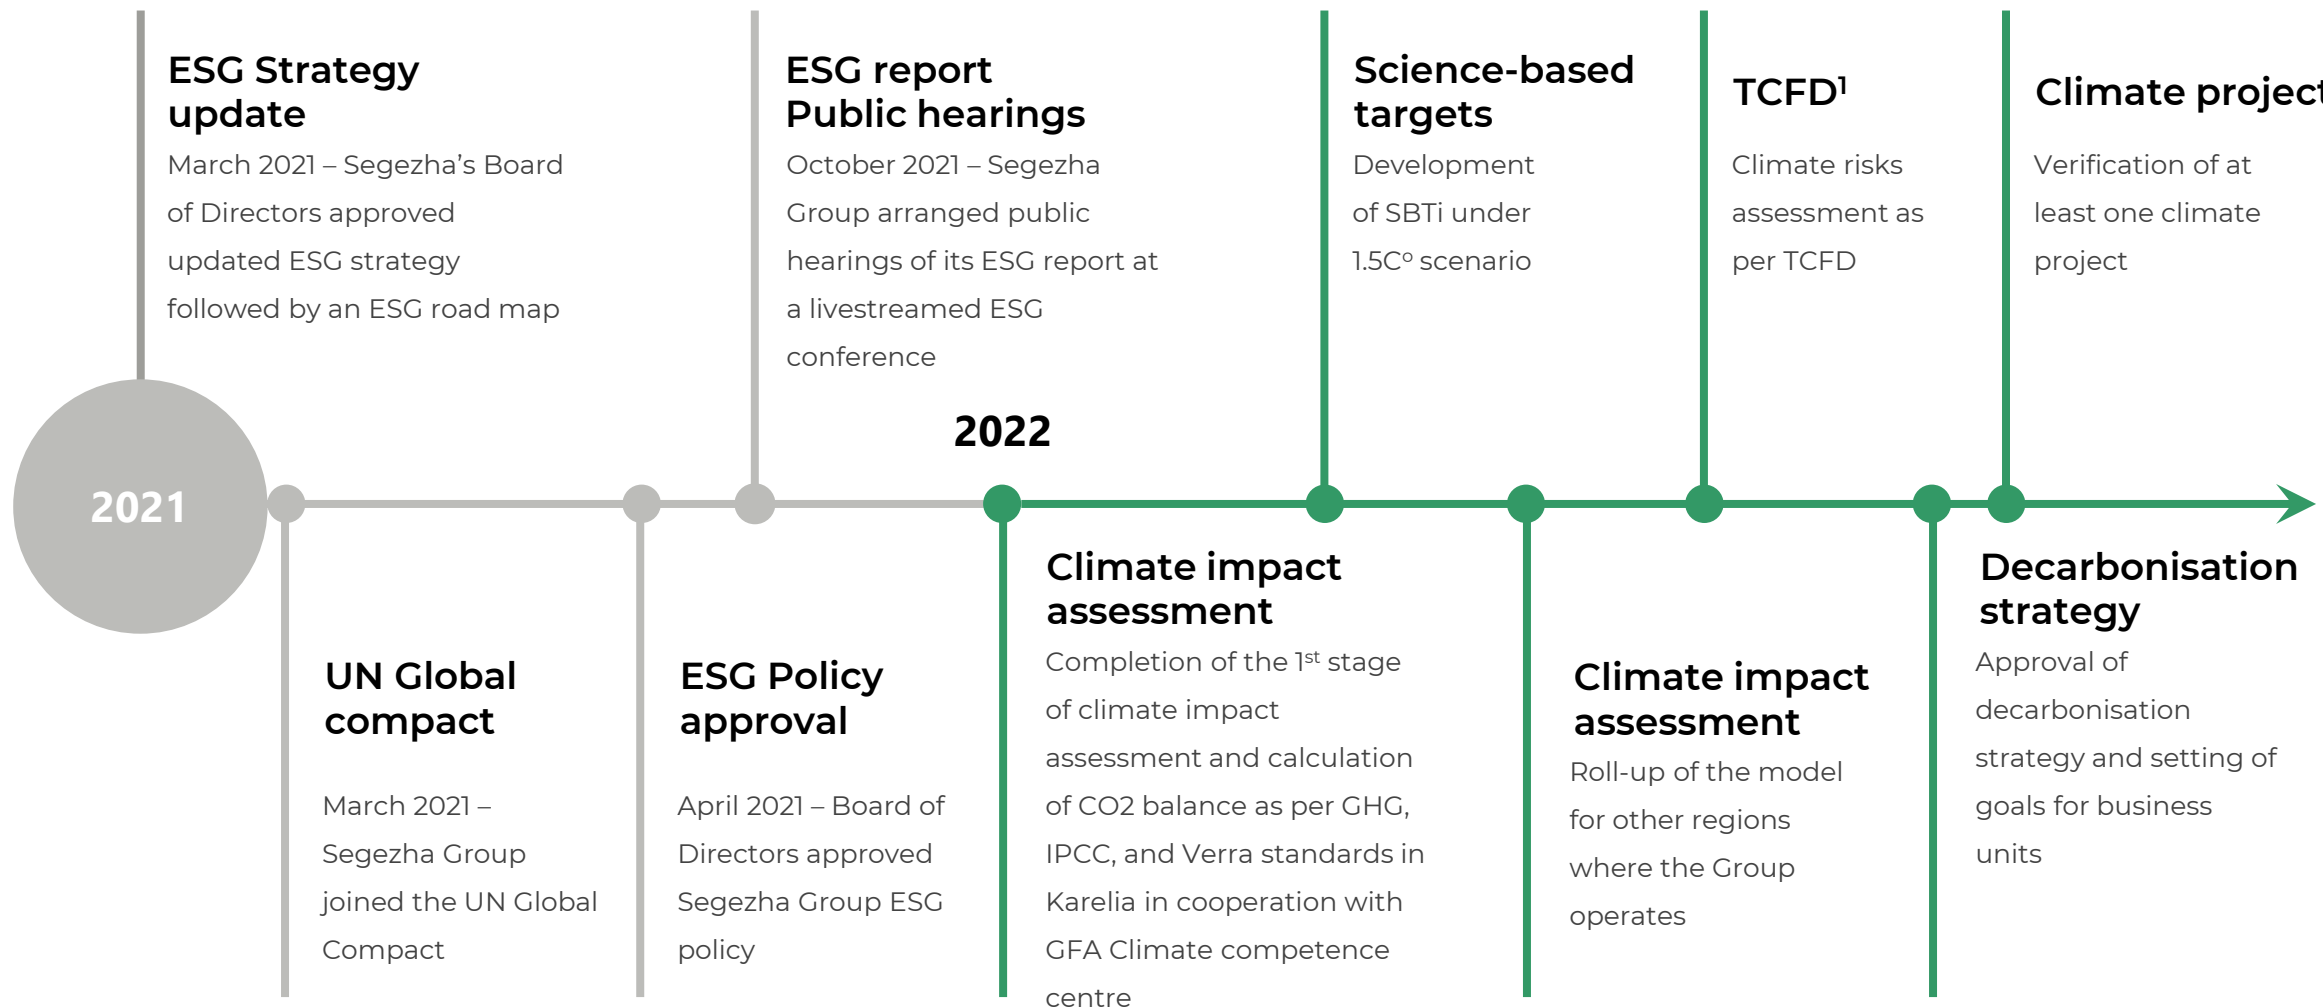 ESG Strategy
update
March 2021 – Segezha’s Board
of Directors approved
updated ESG strategy
followed by an ESG road map
ESG report
Public hearings
October 2021 – Segezha
Group arranged public
hearings of its ESG report at
a livestreamed ESG
conference
Science-based
targets
Development
of SBTi under
1.5Cº scenario
TCFD¹
Climate risks
assessment as
per TCFD
Climate project
Verification of at
least one climate
project
2022
2021
UN Global
compact
March 2021 –
Segezha Group
joined the UN Global
Compact
ESG Policy
approval
April 2021 – Board of
Directors approved
Segezha Group ESG
policy
Climate impact
assessment
Completion of the 1st stage
of climate impact
assessment and calculation
of CO2 balance as per GHG,
IPCC, and Verra standards in
Karelia in cooperation with
GFA Climate competence
centre
Climate impact
assessment
Roll-up of the model
for other regions
where the Group
operates
Decarbonisation
strategy
Approval of
decarbonisation
strategy and setting of
goals for business
units